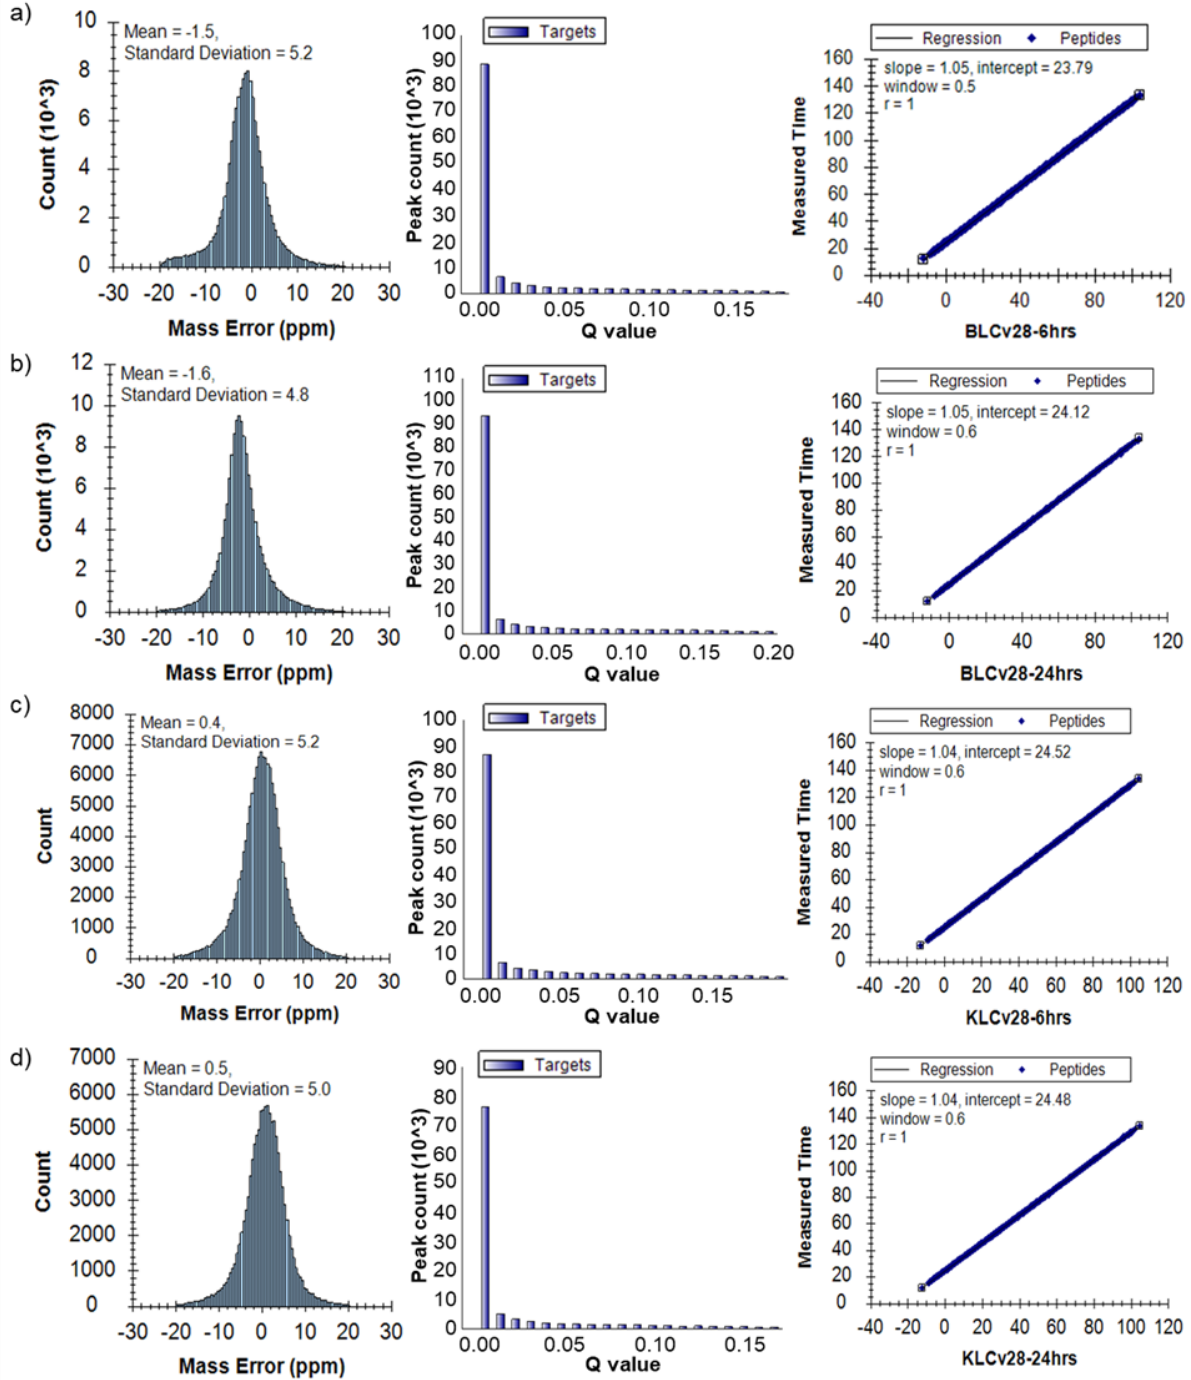 a)
Mean = -1.5,
Standard Deviation = 5.2
10
8
6
4
2
0
Count (10^3)
-30 -20 -10 0 10 20 30
Mass Error (ppm)
Targets
100
90
80
70
60
50
40
30
20
10
0
Peak count (10^3)
0.00 0.05 0.10 0.15
Q value
Regression Peptides
slope = 1.05, intercept = 23.79
window = 0.5
r = 1
160
140
120
100
80
60
40
20
0
Measured Time
-40 0 40 80 120
BLCv28-6hrs
b)
Mean = -1.6,
Standard Deviation = 4.8
12
10
8
6
4
2
0
Count (10^3)
-30 -20 -10 0 10 20 30
Mass Error (ppm)
Targets
110
100
90
80
70
60
50
40
30
20
10
0
Peak count (10^3)
0.00 0.05 0.10 0.15 0.20
Q value
Regression Peptides
slope = 1.05, intercept = 24.12
window = 0.6
r = 1
160
140
120
100
80
60
40
20
0
Measured Time
-40 0 40 80 120
BLCv28-24hrs
c)
Mean = 0.4,
Standard Deviation = 5.2
8000
7000
6000
5000
4000
3000
2000
1000
0
Count
-30 -20 -10 0 10 20 30
Mass Error (ppm)
Targets
100
90
80
70
60
50
40
30
20
10
0
Peak count (10^3)
0.00 0.05 0.10 0.15
Q value
Regression Peptides
slope = 1.04, intercept = 24.52
window = 0.6
r = 1
160
140
120
100
80
60
40
20
0
Measured Time
-40 -20 0 20 40 60 80 100 120
KLCv28-6hrs
d)
Mean = 0.5,
Standard Deviation = 5.0
7000
6000
5000
4000
3000
2000
1000
0
Count
-30 -20 -10 0 10 20 30
Mass Error (ppm)
Targets
90
80
70
60
50
40
30
20
10
0
Peak count (10^3)
0.00 0.05 0.10 0.15
Q value
Regression Peptides
slope = 1.04, intercept = 24.48
window = 0.6
r = 1
160
140
120
100
80
60
40
20
0
Measured Time
-40 -20 0 20 40 60 80 100 120
KLCv28-24hrs